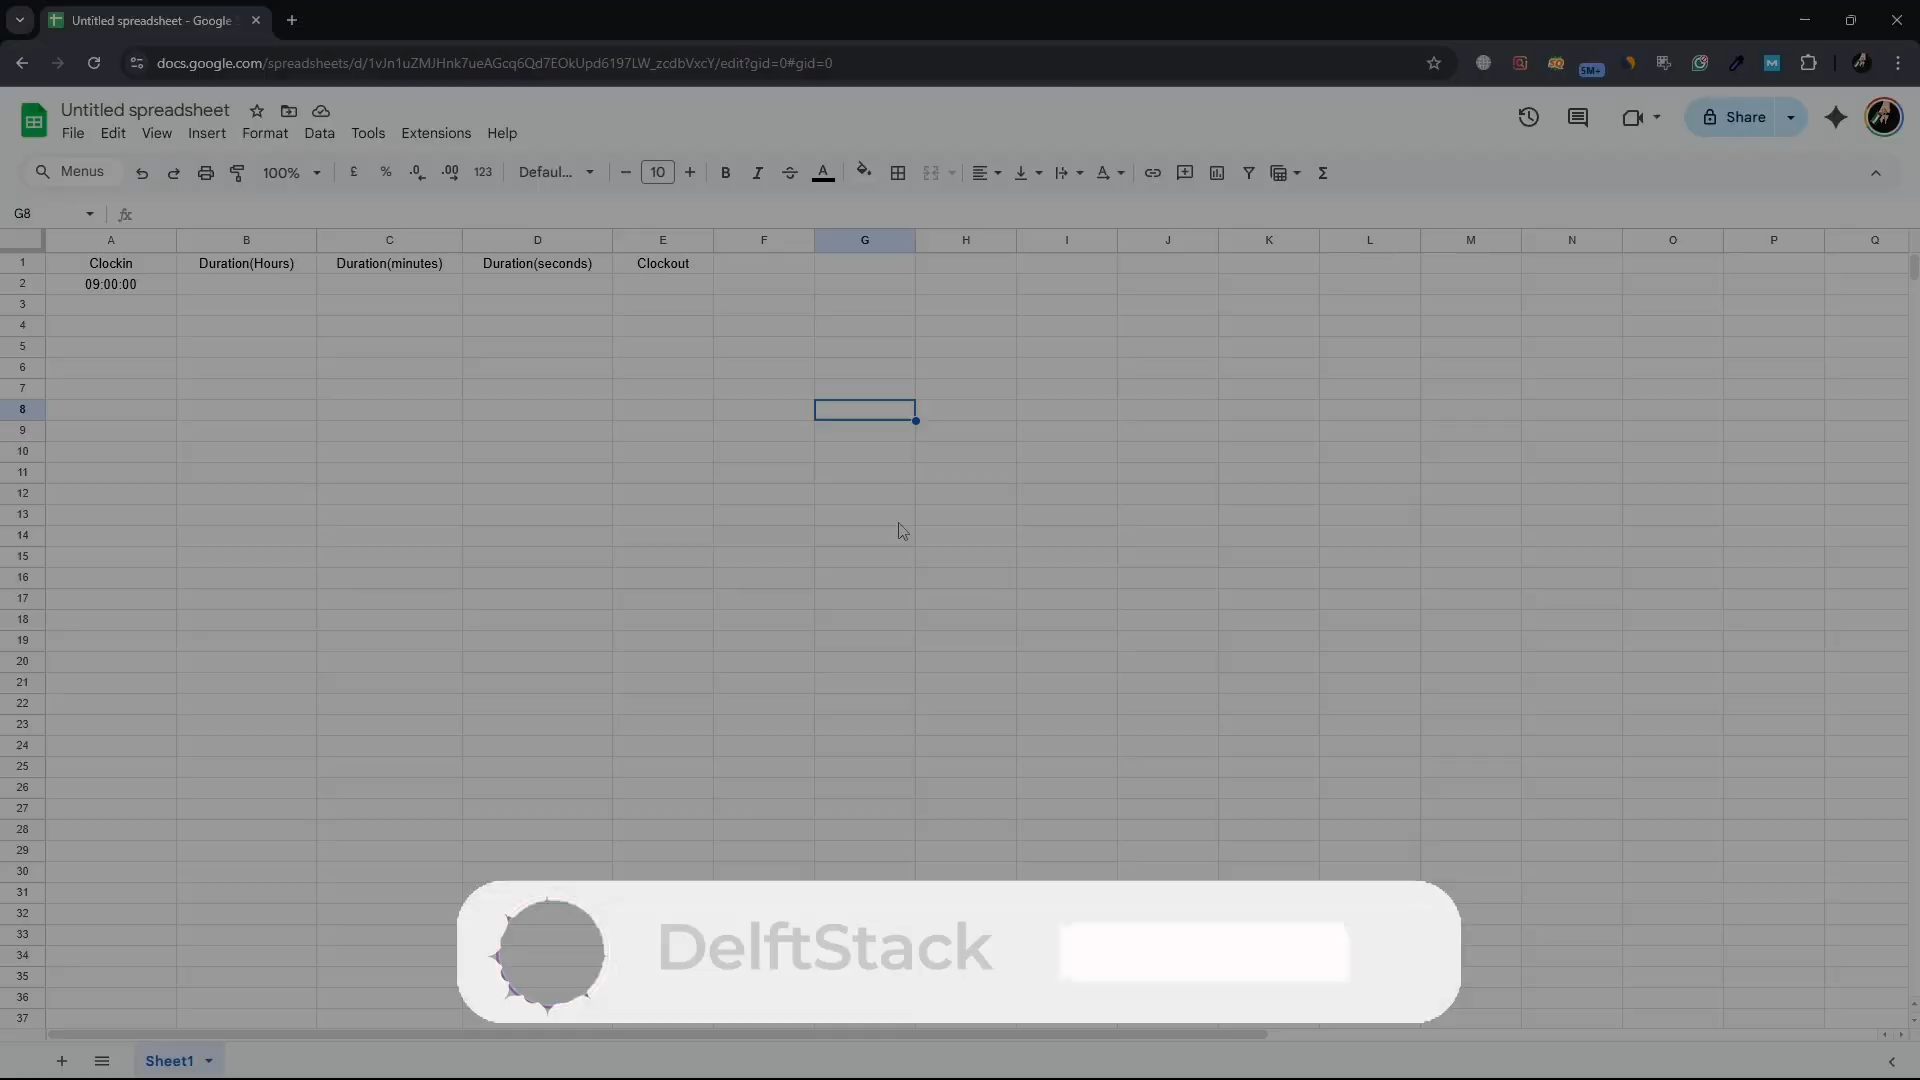 Untitled spreadsheet - Google
docs.google.com/spreadsheets/d/1vJn1uZMJHnk7ueAGcq6Qd7EOkUpd6197LW_zcdbVxcY/edit?gid=0#gid=0
5M+
M
Untitled spreadsheet
File Edit View Insert Format Data Tools Extensions Help
Share
Menus 100% £ % .0 .00 123 Defaul... − 10 + B I S A Σ
G8 fx
A B C D E F G H I J K L M N O P Q
1 Clockin Duration(Hours) Duration(minutes) Duration(seconds) Clockout
2 09:00:00
3
4
5
6
7
8
9
10
11
12
13
14
15
16
17
18
19
20
21
22
23
24
25
26
27
28
29
30
31
32
33
34
35
36
37
DelftStack
Sheet1